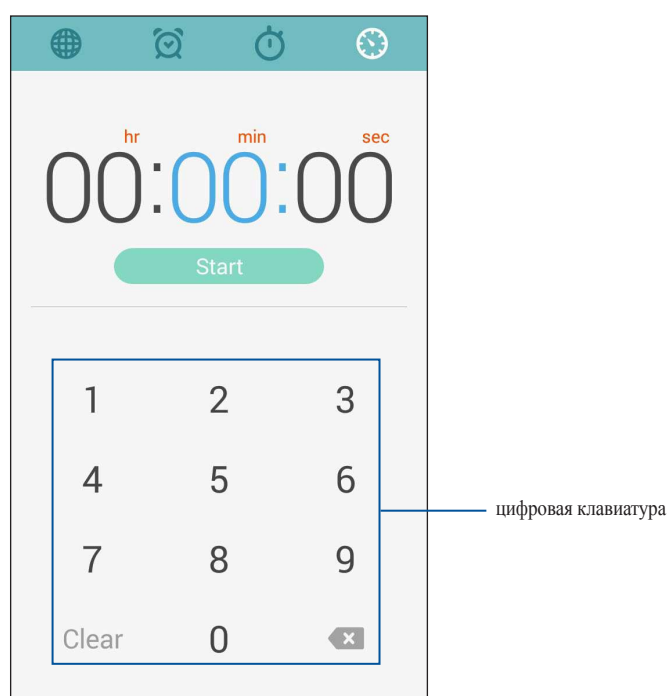 hr min sec
00:00:00
Start
1 2 3
4 5 6
цифровая клавиатура
7 8 9
Clear 0